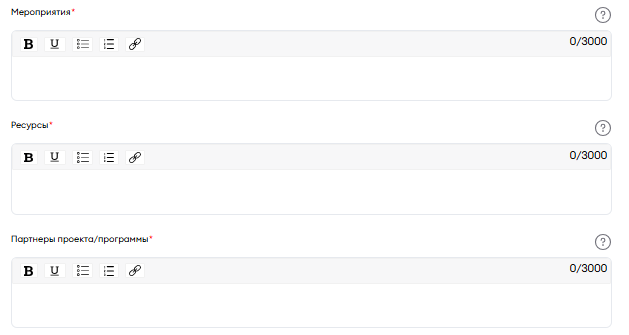 Мероприятия*
?
B U 0/3000
Ресурсы*
?
B U 0/3000
Партнеры проекта/программы*
?
B U 0/3000